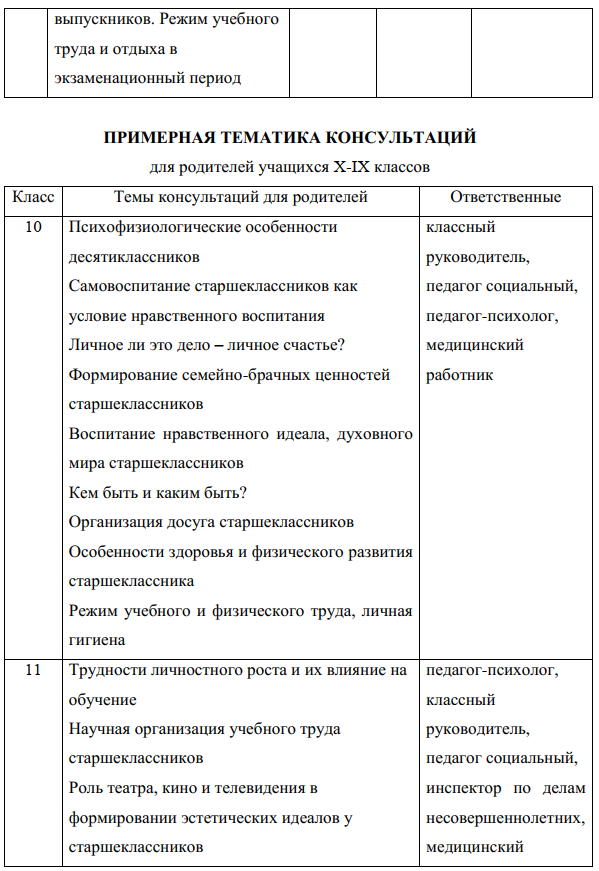 выпускников. Режим учебного
труда и отдыха в
экзаменационный период
ПРИМЕРНАЯ ТЕМАТИКА КОНСУЛЬТАЦИЙ
для родителей учащихся X-IX классов
Класс Темы консультаций для родителей Ответственные
10
Психофизиологические особенности
десятиклассников
Самовоспитание старшеклассников как
условие нравственного воспитания
Личное ли это дело – личное счастье?
Формирование семейно-брачных ценностей
старшеклассников
Воспитание нравственного идеала, духовного
мира старшеклассников
Кем быть и каким быть?
Организация досуга старшеклассников
Особенности здоровья и физического развития
старшеклассника
Режим учебного и физического труда, личная
гигиена
классный
руководитель,
педагог социальный,
педагог-психолог,
медицинский
работник
11
Трудности личностного роста и их влияние на
обучение
Научная организация учебного труда
старшеклассников
Роль театра, кино и телевидения в
формировании эстетических идеалов у
старшеклассников
педагог-психолог,
классный
руководитель,
педагог социальный,
инспектор по делам
несовершеннолетних,
медицинский